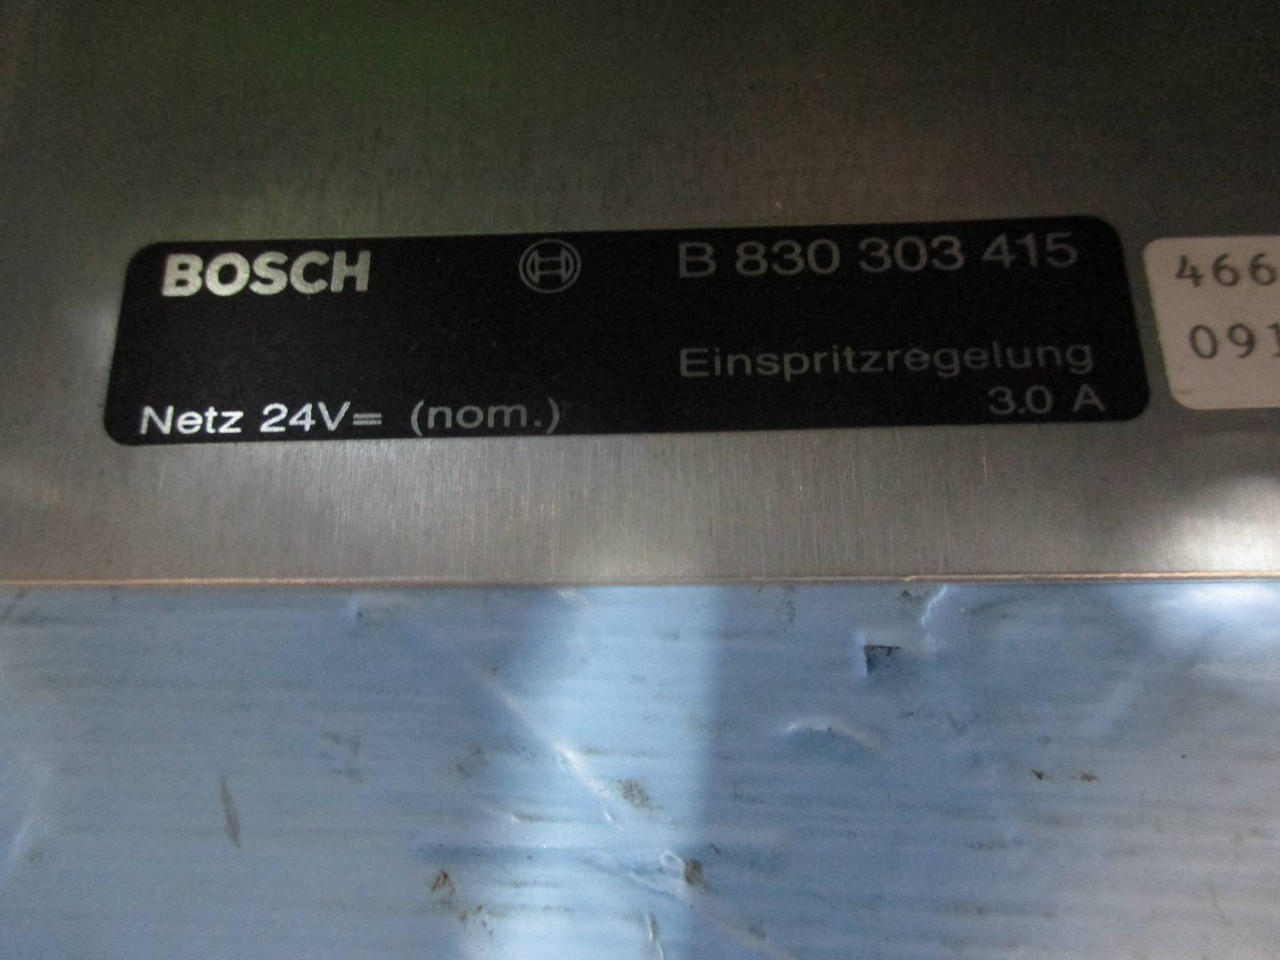 BOSCH B 830 303 415
Einspritzregelung
Netz 24V= (nom.) 3.0 A
466
091